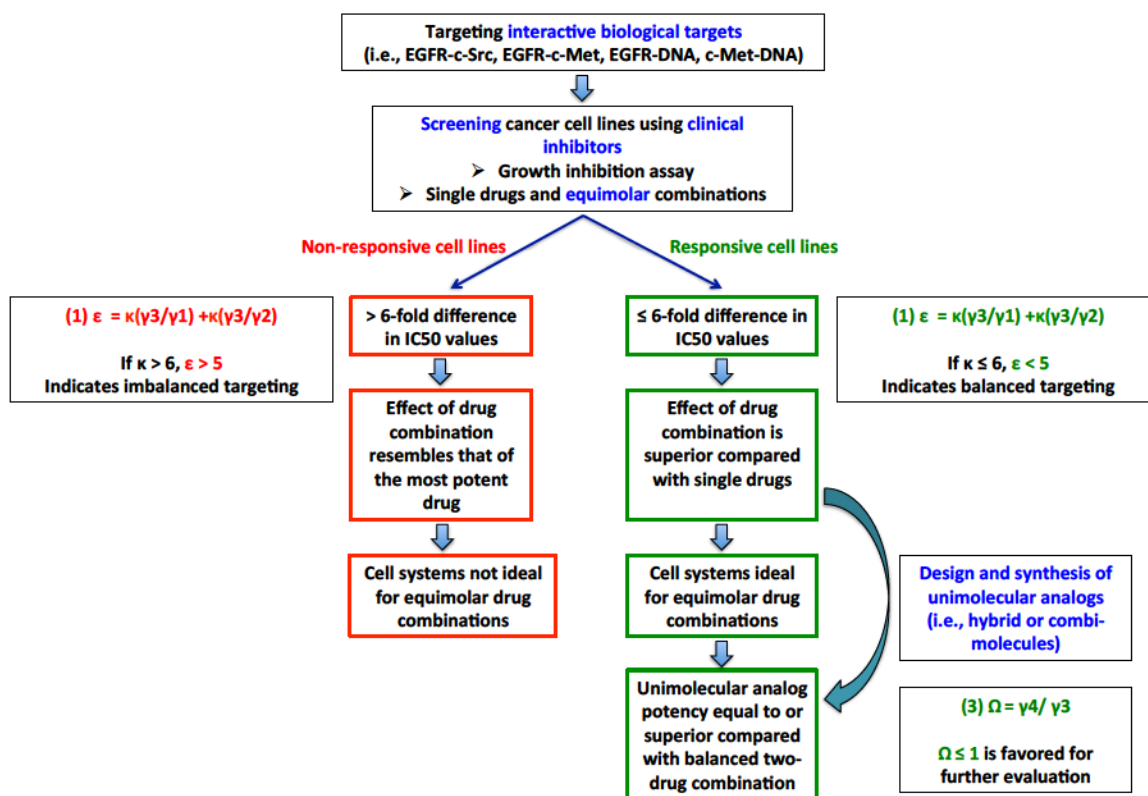 Targeting interactive biological targets
(i.e., EGFR-c-Src, EGFR-c-Met, EGFR-DNA, c-Met-DNA)
Screening cancer cell lines using clinical
inhibitors
➢ Growth inhibition assay
➢ Single drugs and equimolar combinations
Non-responsive cell lines
Responsive cell lines
(1) ε = κ(γ3/γ1) +κ(γ3/γ2)
If κ > 6, ε > 5
Indicates imbalanced targeting
> 6-fold difference
in IC50 values
≤ 6-fold difference in
IC50 values
(1) ε = κ(γ3/γ1) +κ(γ3/γ2)
If κ ≤ 6, ε < 5
Indicates balanced targeting
Effect of drug
combination
resembles that of
the most potent
drug
Effect of drug
combination is
superior compared
with single drugs
Cell systems not ideal
for equimolar drug
combinations
Cell systems ideal
for equimolar drug
combinations
Design and synthesis of
unimolecular analogs
(i.e., hybrid or combi-
molecules)
Unimolecular analog
potency equal to or
superior compared
with balanced two-
drug combination
(3) Ω = γ4/ γ3
Ω ≤ 1 is favored for
further evaluation